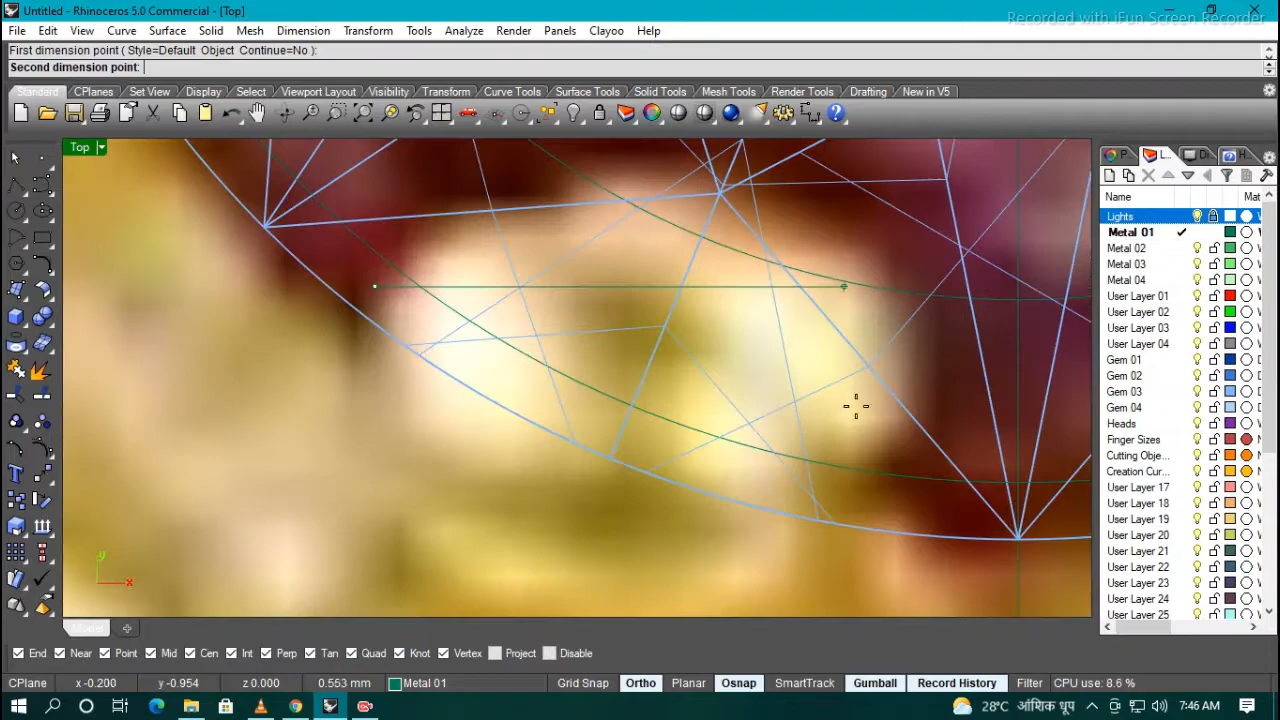 Untitled - Rhinoceros 5.0 Commercial - [Top]
Recorded with iFun Screen Recorder
File Edit View Curve Surface Solid Mesh Dimension Transform Tools Analyze Render Panels Clayoo Help
First dimension point ( Style=Default Object Continue=No ):
Second dimension point:
Standard CPlanes Set View Display Select Viewport Layout Visibility Transform Curve Tools Surface Tools Solid Tools Mesh Tools Render Tools Drafting New in V5
Top
P... L... D... H...
Name Mat
Lights
Metal 01
Metal 02
Metal 03
Metal 04
User Layer 01
User Layer 02
User Layer 03
User Layer 04
Gem 01
Gem 02
Gem 03
Gem 04
Heads
Finger Sizes
Cutting Obje...
Creation Cur...
User Layer 17
User Layer 18
User Layer 19
User Layer 20
User Layer 21
User Layer 22
User Layer 23
User Layer 24
User Layer 25
y
x
Model
End Near Point Mid Cen Int Perp Tan Quad Knot Vertex Project Disable
CPlane x -0.200 y -0.954 z 0.000 0.553 mm Metal 01 Grid Snap Ortho Planar Osnap SmartTrack Gumball Record History Filter CPU use: 8.6 %
28°C आंशिक धूप 7:46 AM